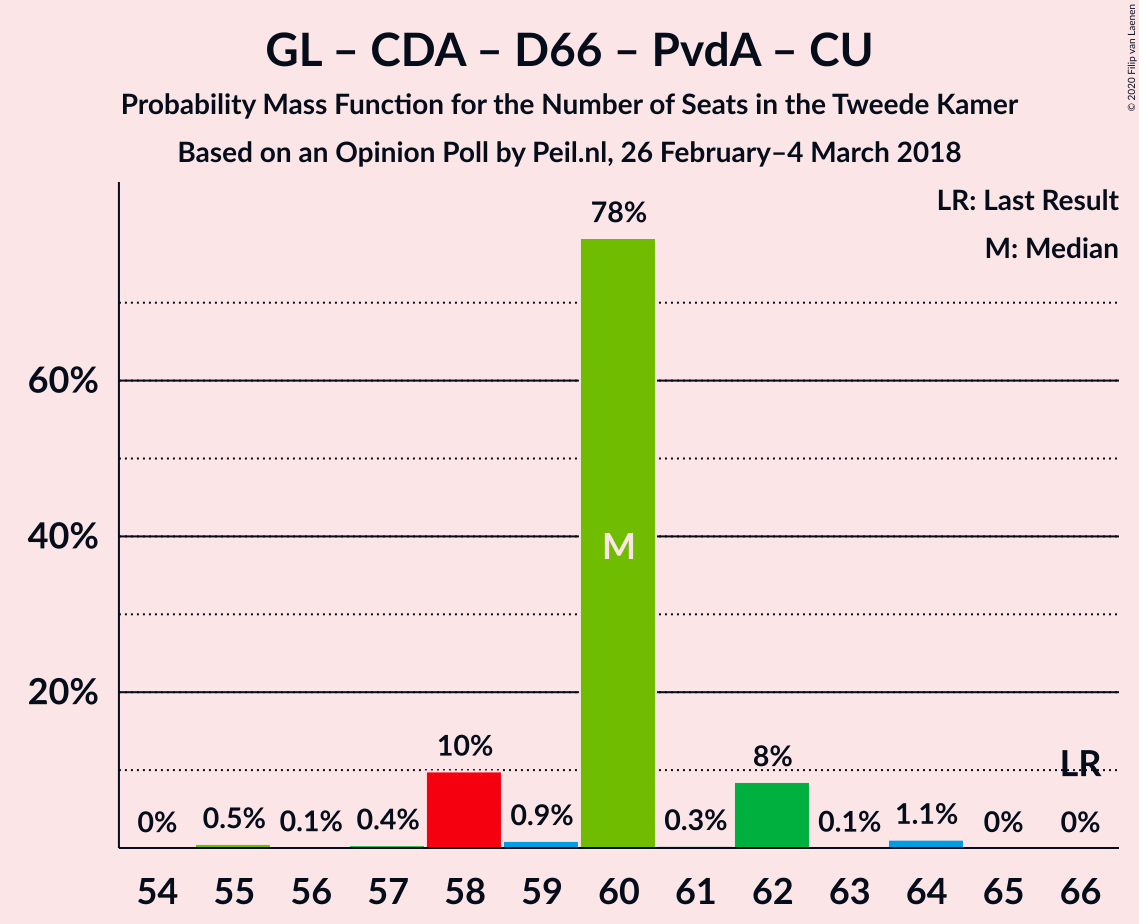 GL – CDA – D66 – PvdA – CU
Probability Mass Function for the Number of Seats in the Tweede Kamer
Based on an Opinion Poll by Peil.nl, 26 February–4 March 2018
© 2020 Filip van Laenen
LR: Last Result
M: Median
60%
40%
20%
0%
0.5%
0.1%
0.4%
10%
0.9%
78%
M
0.3%
8%
0.1%
1.1%
0%
LR
0%
54 55 56 57 58 59 60 61 62 63 64 65 66